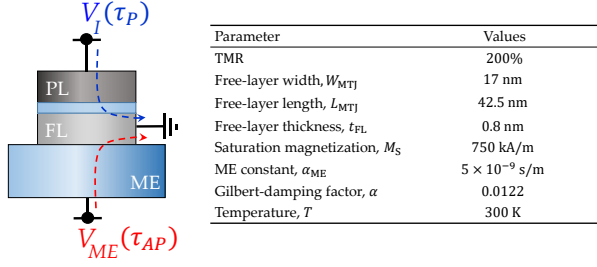 V_I(τ_P)
PL
FL
ME
V_ME(τ_AP)
Parameter Values
TMR 200%
Free-layer width, W_MTJ 17 nm
Free-layer length, L_MTJ 42.5 nm
Free-layer thickness, t_FL 0.8 nm
Saturation magnetization, M_S 750 kA/m
ME constant, α_ME 5 × 10⁻⁹ s/m
Gilbert-damping factor, α 0.0122
Temperature, T 300 K